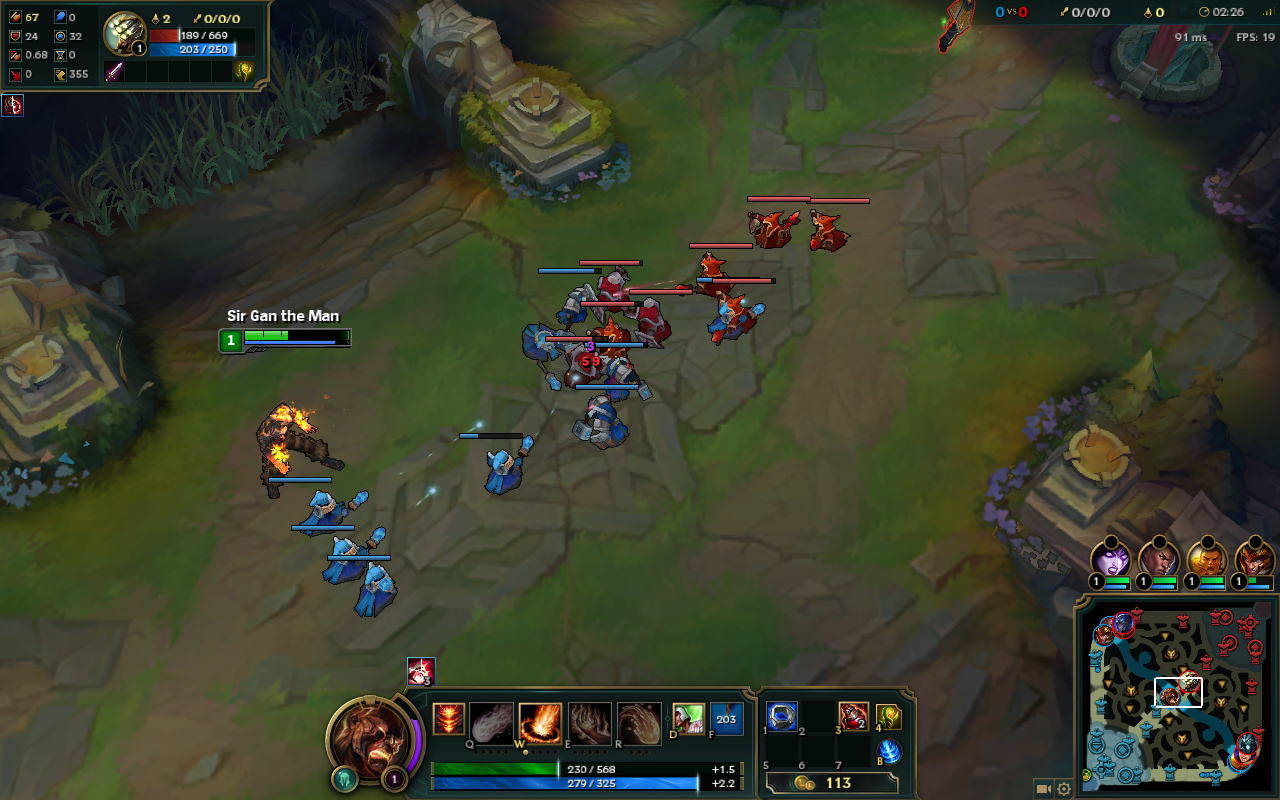 67 0 2 0/0/0
24 32 1 189 / 669
0.68 0 203 / 250
0 355
0 vs 0 0/0/0 0 02:26
91 ms FPS: 19
Sir Gan the Man
1
3
59
1 1 1 1
3
Q W E R D F 203
1 2 3 2 4
5 6 7 B
1
230 / 568 +1.5
279 / 325 +2.2
113